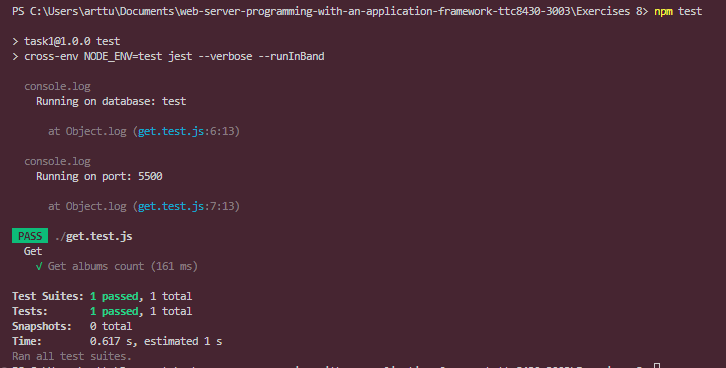 PS C:\Users\arttu\Documents\web-server-programming-with-an-application-framework-ttc8430-3003\Exercises 8> npm test
> task1@1.0.0 test
> cross-env NODE_ENV=test jest --verbose --runInBand
console.log
Running on database: test
at Object.log (get.test.js:6:13)
console.log
Running on port: 5500
at Object.log (get.test.js:7:13)
PASS ./get.test.js
Get
√ Get albums count (161 ms)
Test Suites: 1 passed, 1 total
Tests: 1 passed, 1 total
Snapshots: 0 total
Time: 0.617 s, estimated 1 s
Ran all test suites.